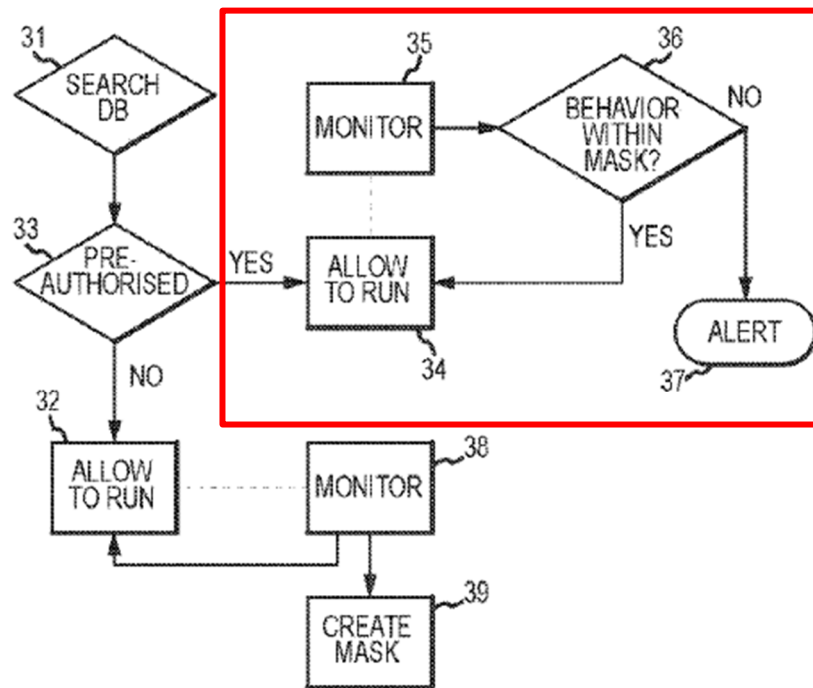 31
SEARCH
DB
33
PRE-
AUTHORISED
YES
NO
32
ALLOW
TO RUN
35
MONITOR
36
BEHAVIOR
WITHIN
MASK?
NO
YES
ALLOW
TO RUN
34
ALERT
37
38
MONITOR
39
CREATE
MASK